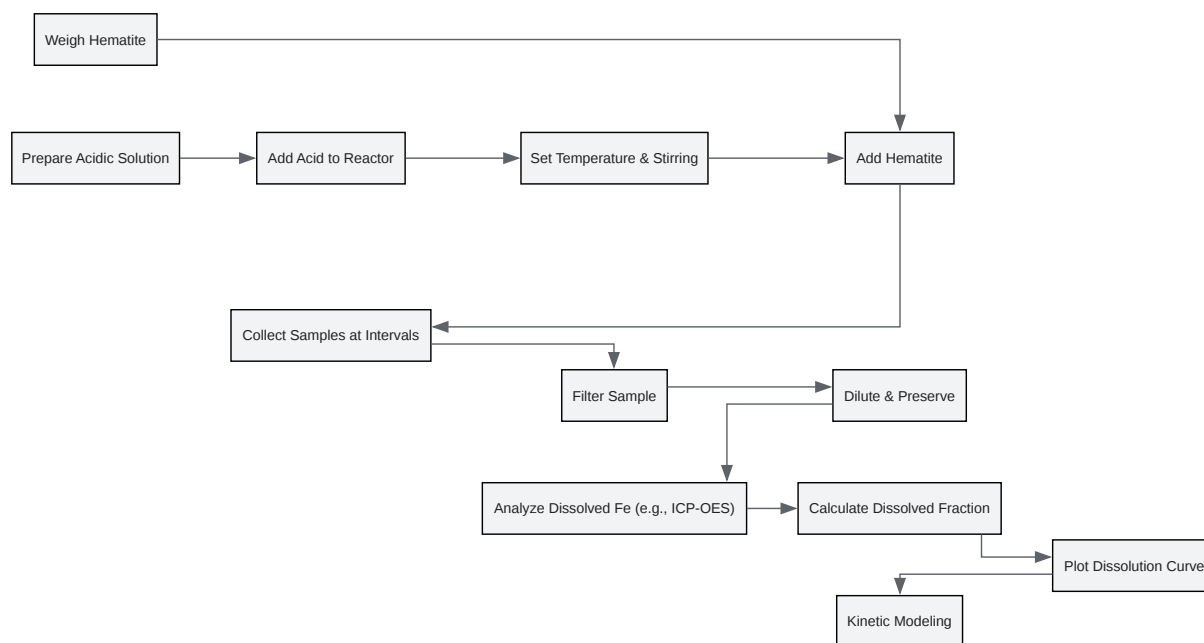 Weigh Hematite
Prepare Acidic Solution
Add Acid to Reactor
Set Temperature & Stirring
Add Hematite
Collect Samples at Intervals
Filter Sample
Dilute & Preserve
Analyze Dissolved Fe (e.g., ICP-OES)
Calculate Dissolved Fraction
Plot Dissolution Curve
Kinetic Modeling